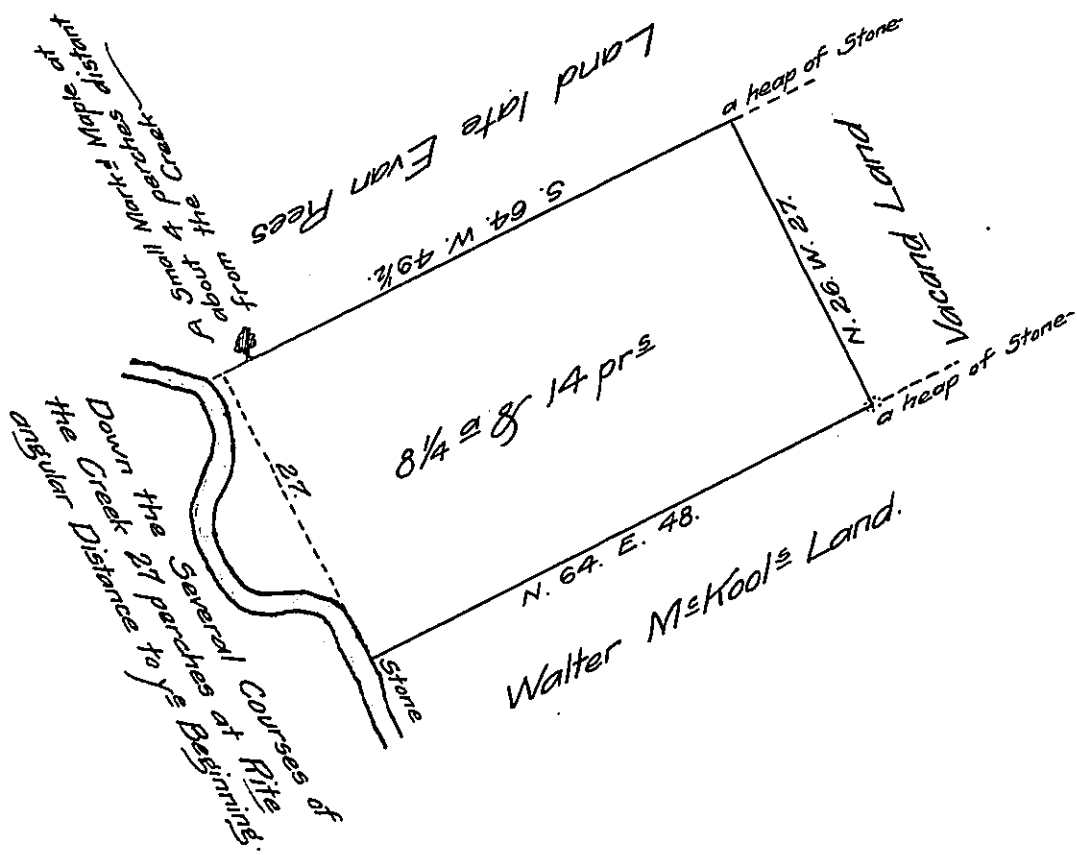 A Small Mark.d Maple at
about 4 perches distant
from the Creek
Land late Evan Rees
a heap of Stone
S. 64. W. 49½.
N. 26. W. 27.
Vacand Land
a heap of Stone
8¼ a & 14 prs
27.
N. 64. E. 48.
Walter McKools Land.
Stone
Down the Several Courses of
the Creek 27 perches at Rite
angular Distance to ye Beginning.